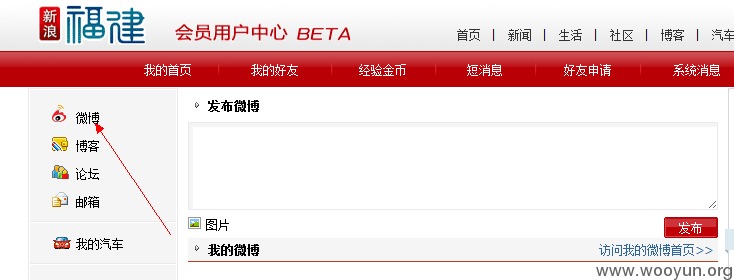 新浪 福建 会员用户中心 BETA
首页 | 新闻 | 生活 | 社区 | 博客 | 汽车
我的首页 我的好友 经验金币 短消息 好友申请 系统消息
微博
博客
论坛
邮箱
我的汽车
发布微博
图片 发布
我的微博 访问我的微博首页>>
www.wooyun.org